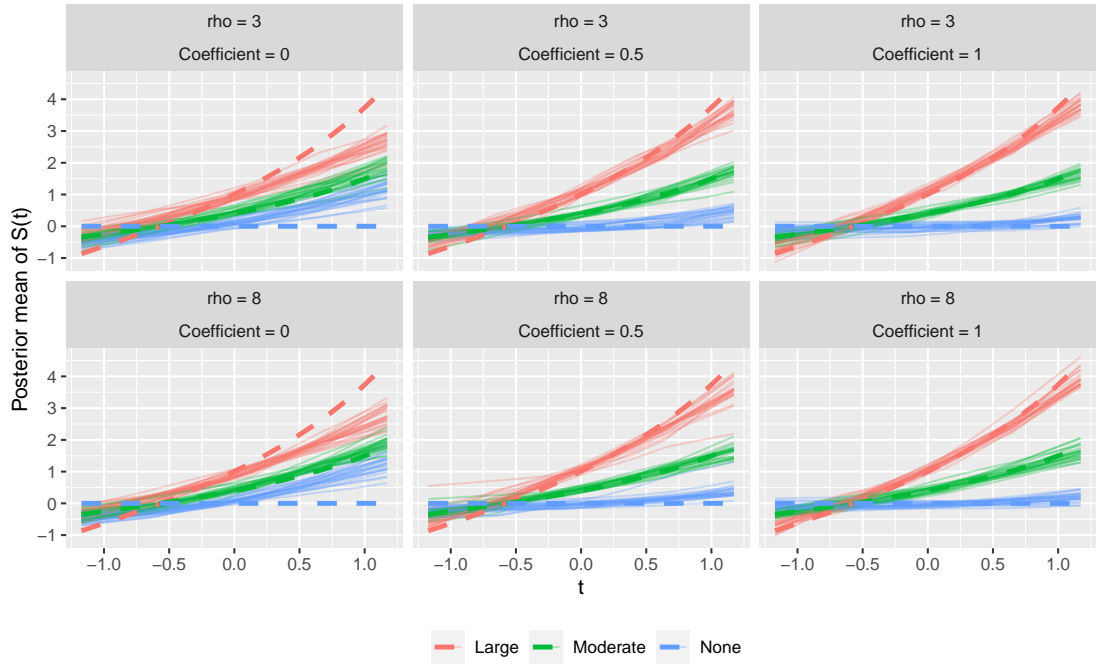 rho = 3
Coefficient = 0
rho = 3
Coefficient = 0.5
rho = 3
Coefficient = 1
4
3
2
1
0
−1
rho = 8
Coefficient = 0
rho = 8
Coefficient = 0.5
rho = 8
Coefficient = 1
4
3
2
1
0
−1
Posterior mean of S(t)
−1.0 −0.5 0.0 0.5 1.0
−1.0 −0.5 0.0 0.5 1.0
−1.0 −0.5 0.0 0.5 1.0
t
Large Moderate None